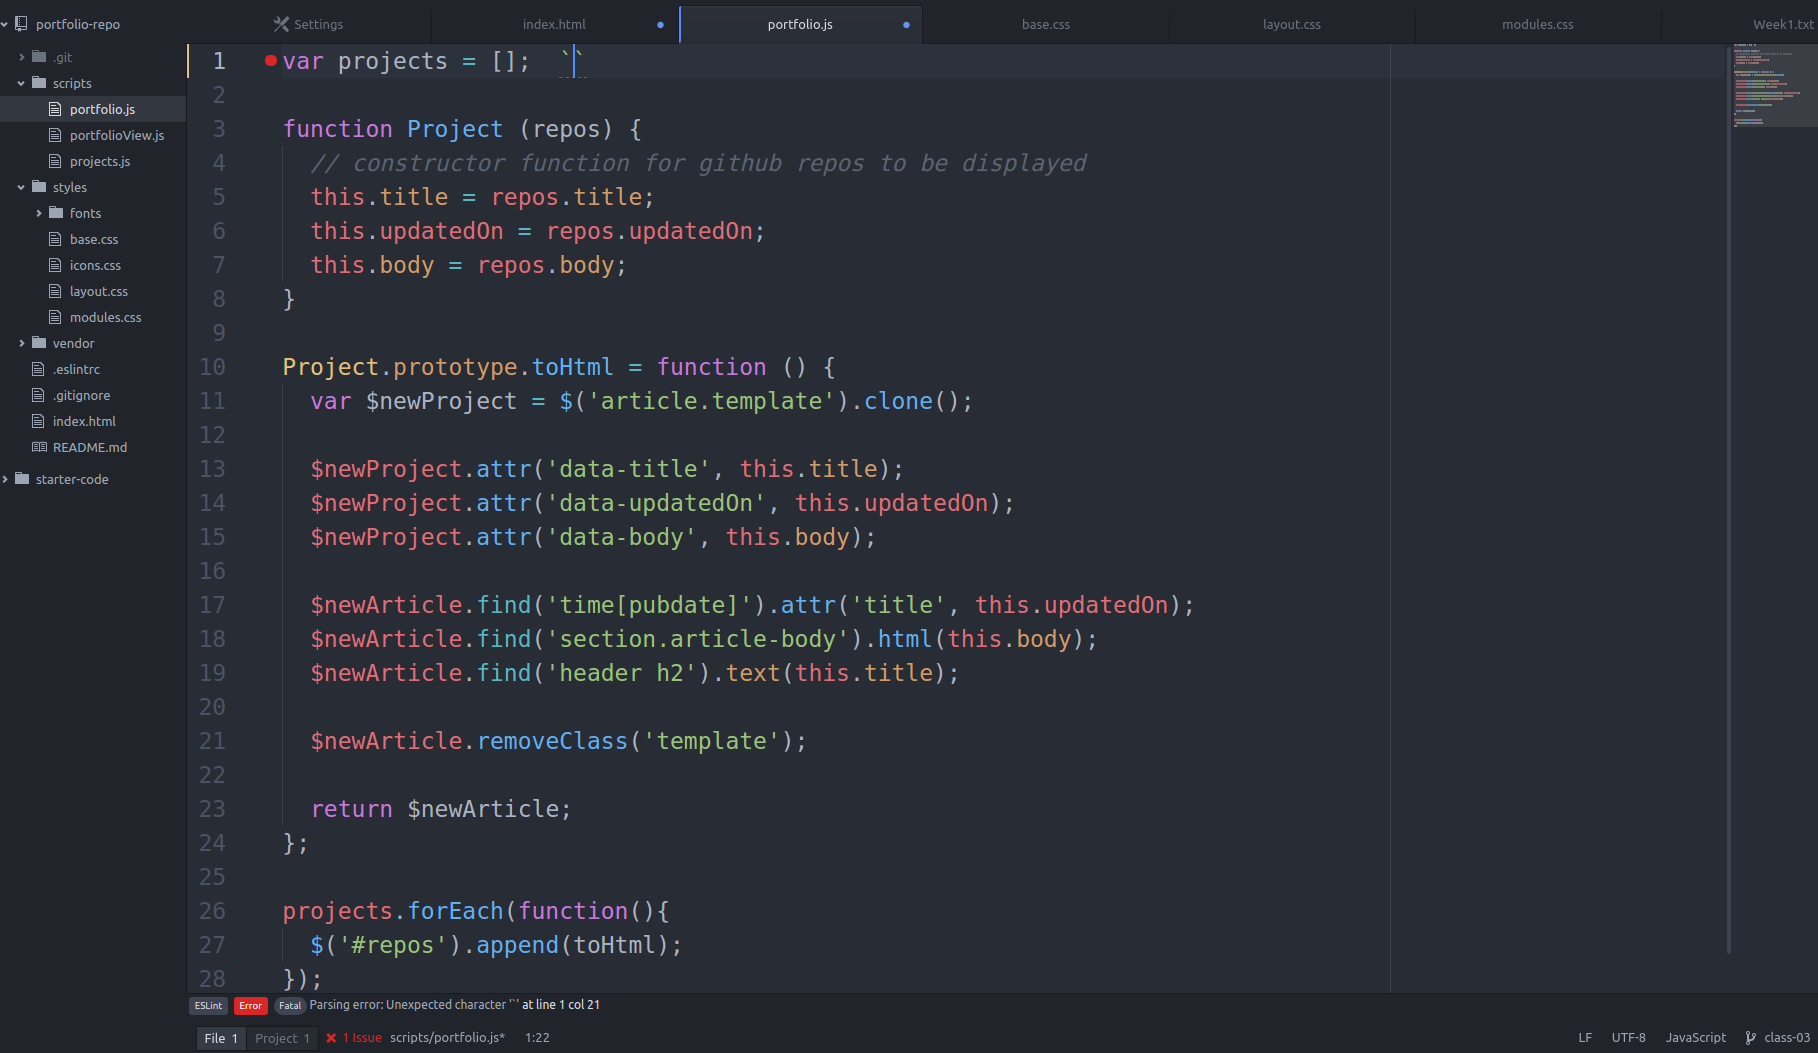 portfolio-repo
Settings
index.html
portfolio.js
base.css
layout.css
modules.css
Week1.txt
.git
scripts
portfolio.js
portfolioView.js
projects.js
styles
fonts
base.css
icons.css
layout.css
modules.css
vendor
.eslintrc
.gitignore
index.html
README.md
starter-code
1 var projects = [];  ``
2
3 function Project (repos) {
4   // constructor function for github repos to be displayed
5   this.title = repos.title;
6   this.updatedOn = repos.updatedOn;
7   this.body = repos.body;
8 }
9
10 Project.prototype.toHtml = function () {
11   var $newProject = $('article.template').clone();
12
13   $newProject.attr('data-title', this.title);
14   $newProject.attr('data-updatedOn', this.updatedOn);
15   $newProject.attr('data-body', this.body);
16
17   $newArticle.find('time[pubdate]').attr('title', this.updatedOn);
18   $newArticle.find('section.article-body').html(this.body);
19   $newArticle.find('header h2').text(this.title);
20
21   $newArticle.removeClass('template');
22
23   return $newArticle;
24 };
25
26 projects.forEach(function(){
27   $('#repos').append(toHtml);
28 });
ESLint Error Fatal Parsing error: Unexpected character '`' at line 1 col 21
File 1 Project 1 1 Issue scripts/portfolio.js* 1:22 LF UTF-8 JavaScript class-03